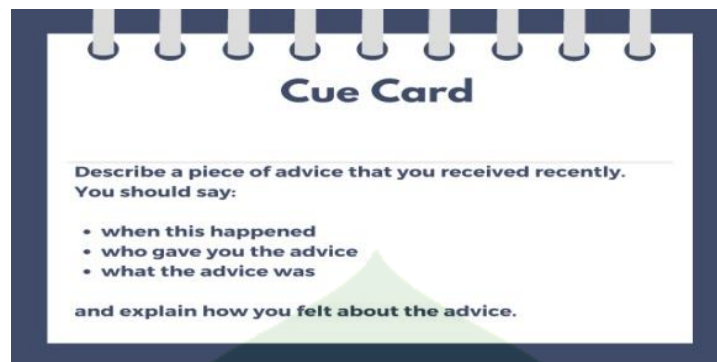 Cue Card
Describe a piece of advice that you received recently.
You should say:
• when this happened
• who gave you the advice
• what the advice was
and explain how you felt about the advice.